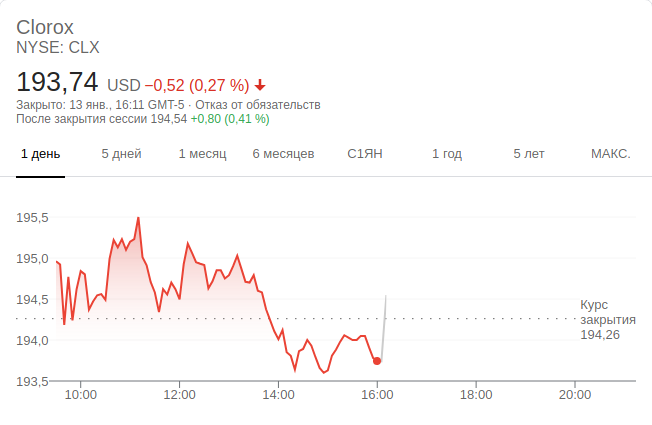 Clorox
NYSE: CLX
193,74 USD −0,52 (0,27 %)
Закрыто: 13 янв., 16:11 GMT-5 · Отказ от обязательств
После закрытия сессии 194,54 +0,80 (0,41 %)
1 день 5 дней 1 месяц 6 месяцев С1ЯН 1 год 5 лет МАКС.
195,5
195,0
194,5
194,0
193,5
Курс
закрытия
194,26
10:00 12:00 14:00 16:00 18:00 20:00